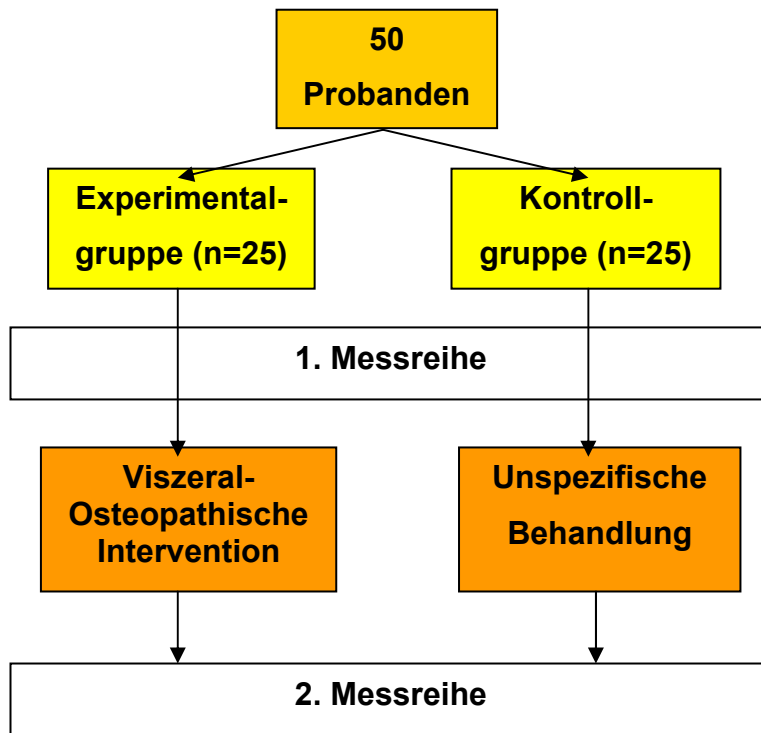 50
Probanden
Experimental-
gruppe (n=25)
Kontroll-
gruppe (n=25)
1. Messreihe
Viszeral-
Osteopathische
Intervention
Unspezifische
Behandlung
2. Messreihe